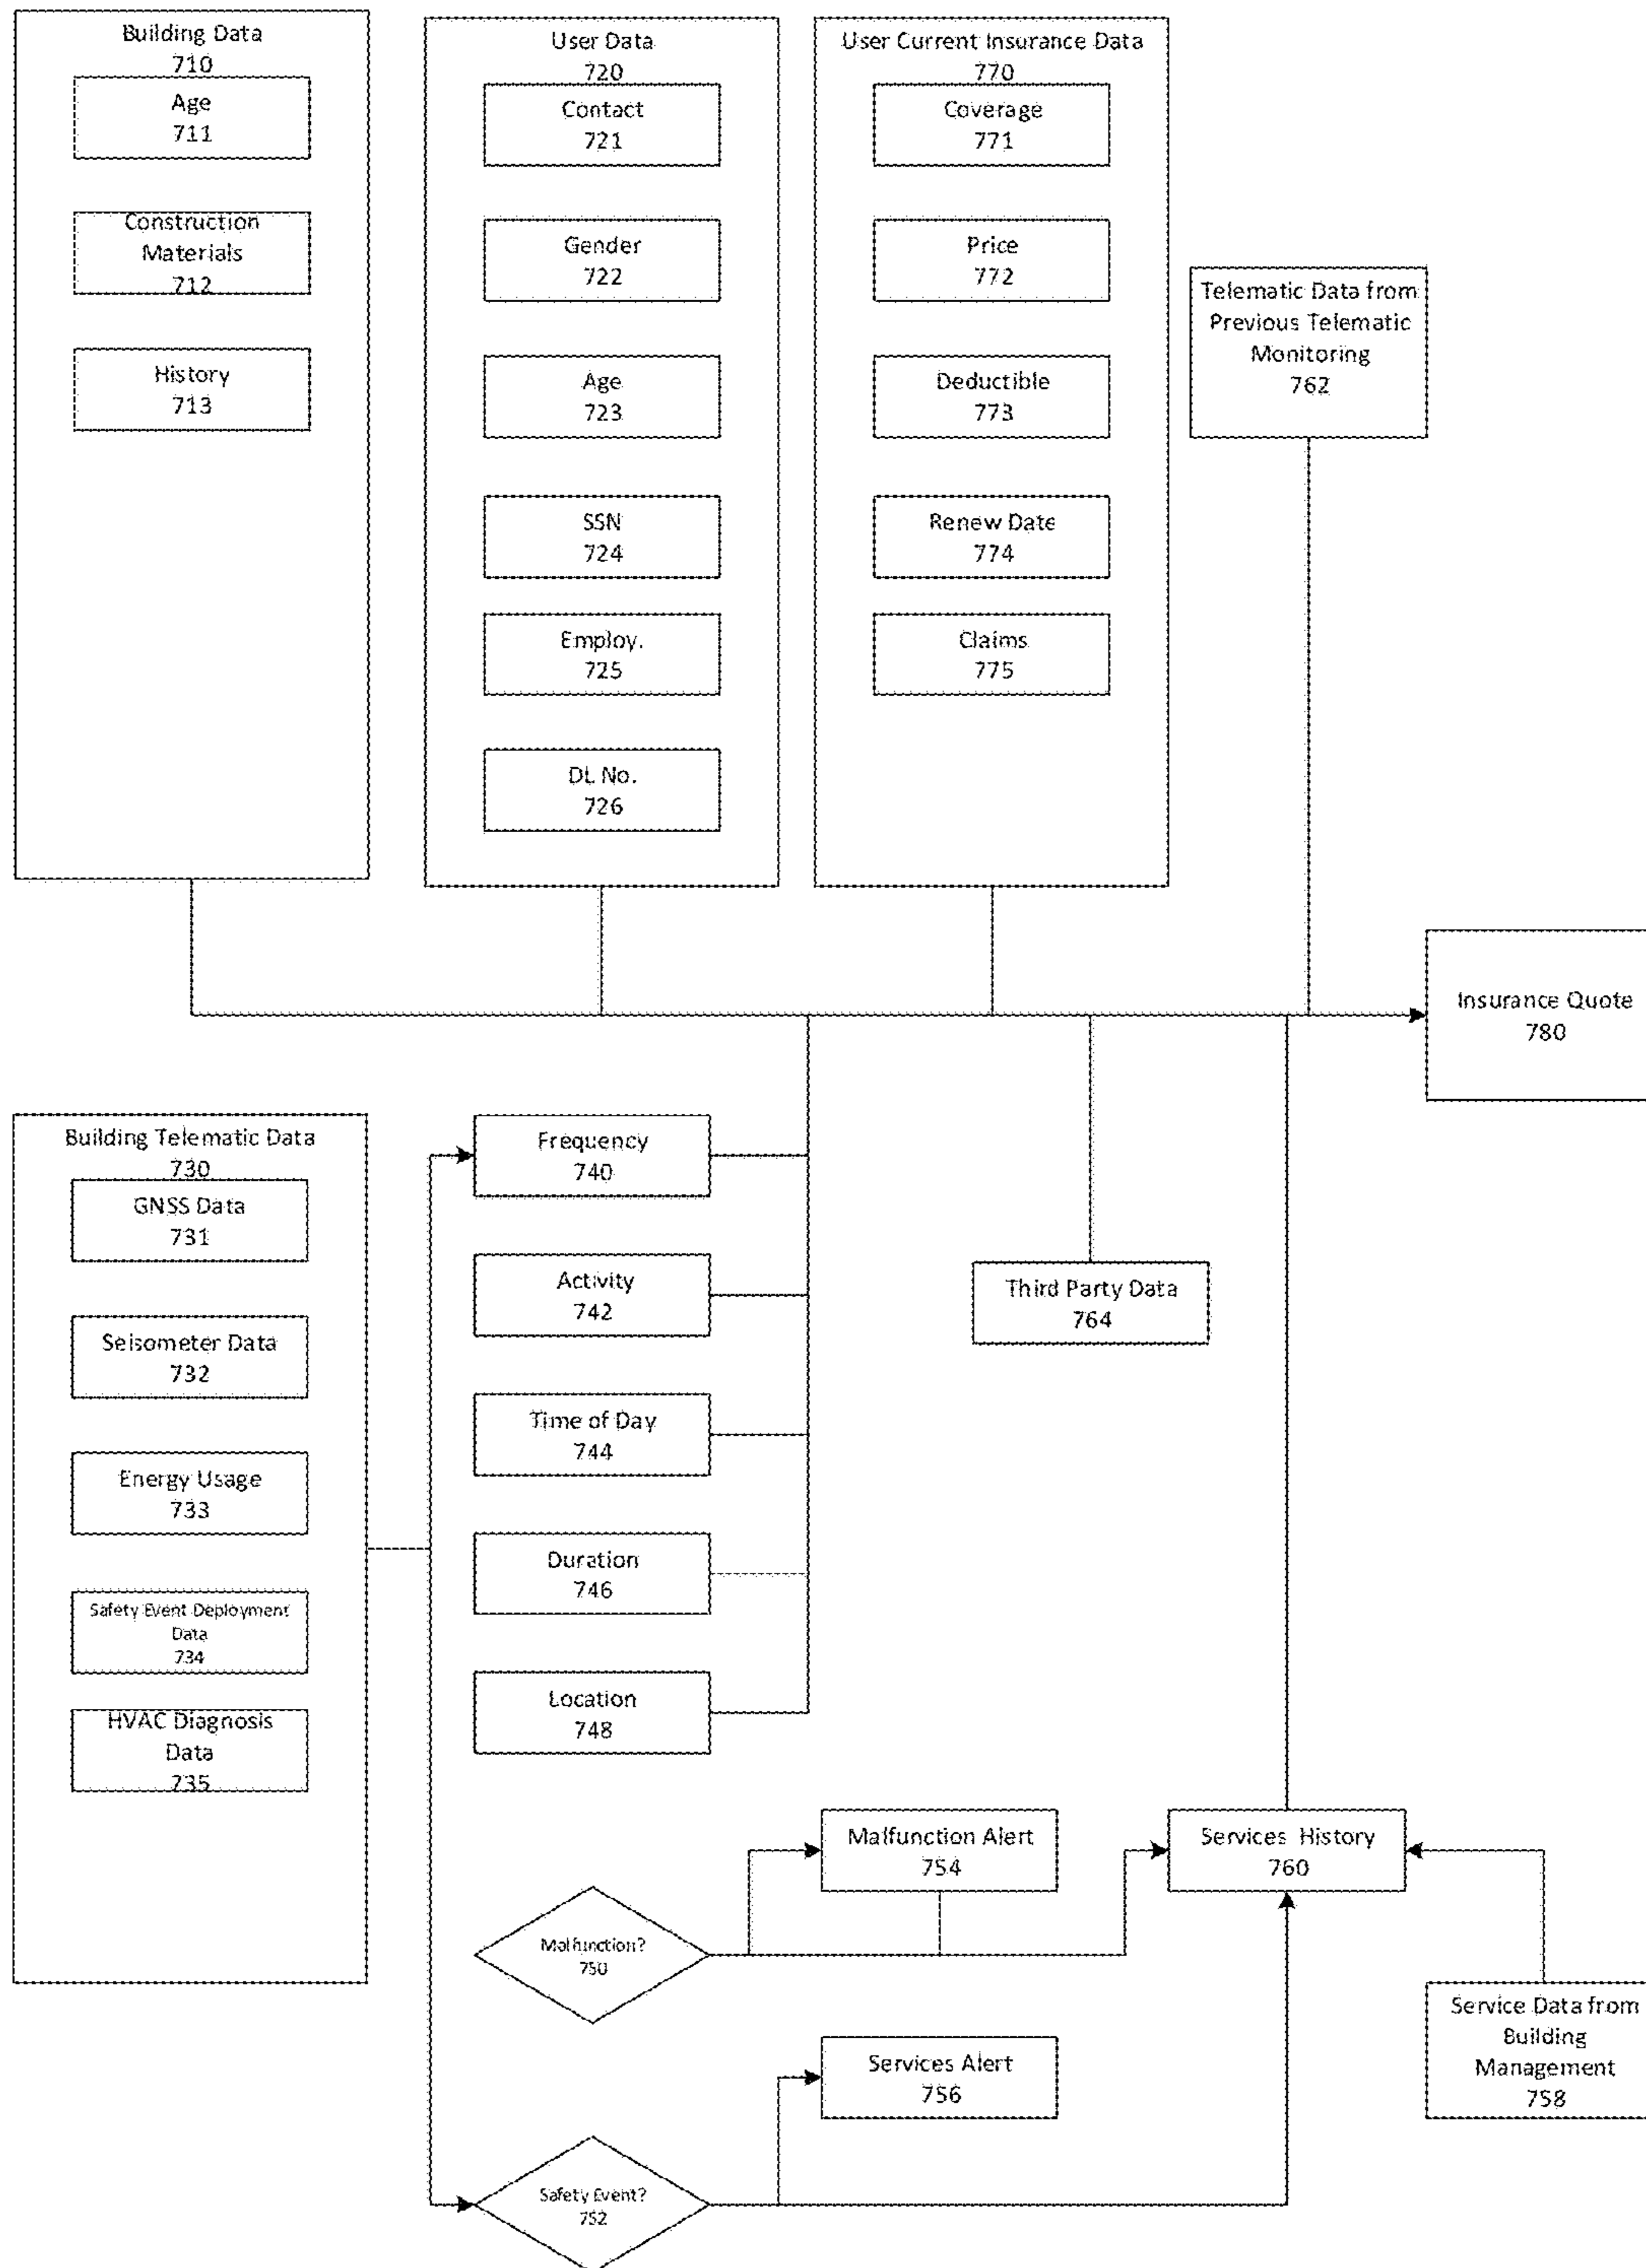 Building Data
710
Age
711
Construction
Materials
712
History
713
User Data
720
Contact
721
Gender
722
Age
723
SSN
724
Employ.
725
DL No.
726
User Current Insurance Data
770
Coverage
771
Price
772
Deductible
773
Renew Date
774
Claims
775
Telematic Data from
Previous Telematic
Monitoring
762
Insurance Quote
780
Building Telematic Data
730
GNSS Data
731
Seisometer Data
732
Energy Usage
733
Safety Event Deployment
Data
734
HVAC Diagnosis
Data
735
Frequency
740
Activity
742
Time of Day
744
Duration
746
Location
748
Third Party Data
764
Malfunction?
750
Malfunction Alert
754
Services History
760
Safety Event?
752
Services Alert
756
Service Data from
Building
Management
758